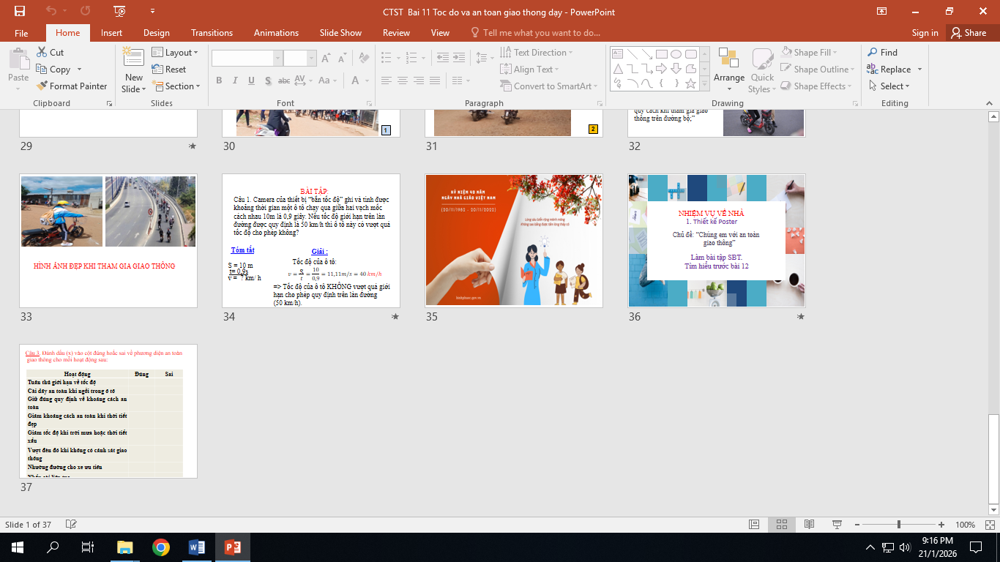 CTST Bai 11 Toc do va an toan giao thong day - PowerPoint
File Home Insert Design Transitions Animations Slide Show Review View Tell me what you want to do... Sign in Share
Paste
Cut
Copy
Format Painter
Clipboard
New Slide
Layout
Reset
Section
Slides
B I U S abc AV Aa A
Font
Text Direction
Align Text
Convert to SmartArt
Paragraph
Arrange
Quick Styles
Shape Fill
Shape Outline
Shape Effects
Drawing
Find
Replace
Select
Editing
29
1
30
2
31
quy cách khi tham gia giao
thông trên đường bộ;”
32
HÌNH ẢNH ĐẸP KHI THAM GIA GIAO THÔNG
33
BÀI TẬP:
Câu 1. Camera của thiết bị “bắn tốc độ” ghi và tính được
khoảng thời gian một ô tô chạy qua giữa hai vạch mốc
cách nhau 10m là 0,9 giây. Nếu tốc độ giới hạn trên làn
đường được quy định là 50 km/h thì ô tô này có vượt quá
tốc độ cho phép không?
Tóm tắt
S = 10 m
t= 0,9s
v = ? km/ h
Giải :
Tốc độ của ô tô:
v = S/t = 10/0,9 = 11,11m/s = 40 km/h
=> Tốc độ của ô tô KHÔNG vượt quá giới
hạn cho phép quy định trên làn đường
(50 km/h).
34
KỶ NIỆM 40 NĂM
NGÀY NHÀ GIÁO VIỆT NAM
(20/11/1982 - 20/11/2022)
35
NHIỆM VỤ VỀ NHÀ
1. Thiết kế Poster
Chủ đề: “Chúng em với an toàn
giao thông”
Làm bài tập SBT.
Tìm hiểu trước bài 12
36
Câu 3. Đánh dấu (x) vào cột đúng hoặc sai về phương diện an toàn
giao thông cho mỗi hoạt động sau:
Hoạt động Đúng Sai
Tuân thủ giới hạn về tốc độ
Cài dây an toàn khi ngồi trong ô tô
Giữ đúng quy định về khoảng cách an
toàn
Giảm khoảng cách an toàn khi thời tiết
đẹp
Giảm tốc độ khi trời mưa hoặc thời tiết
xấu
Vượt đèn đỏ khi không có cảnh sát giao
thông
Nhường đường cho xe ưu tiên
37
Slide 1 of 37
100%
9:16 PM
21/1/2026